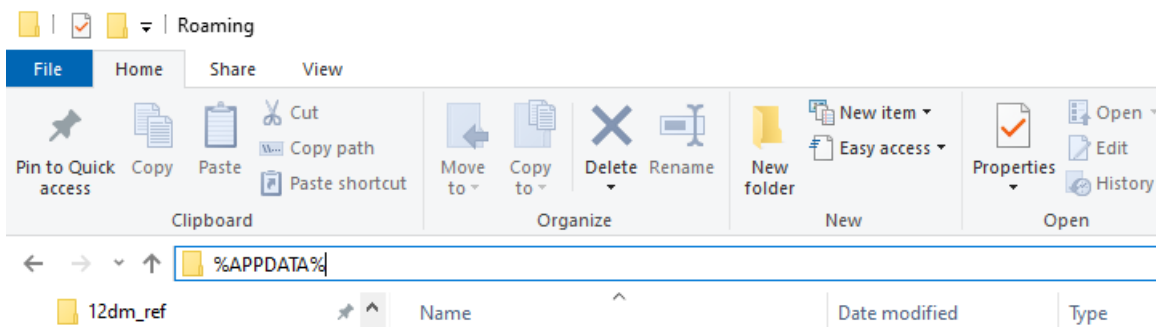 Roaming
File Home Share View
Pin to Quick access
Copy
Paste
Cut
Copy path
Paste shortcut
Clipboard
Move to
Copy to
Delete
Rename
Organize
New folder
New item
Easy access
New
Properties
Open
Edit
History
Open
%APPDATA%
12dm_ref
Name Date modified Type